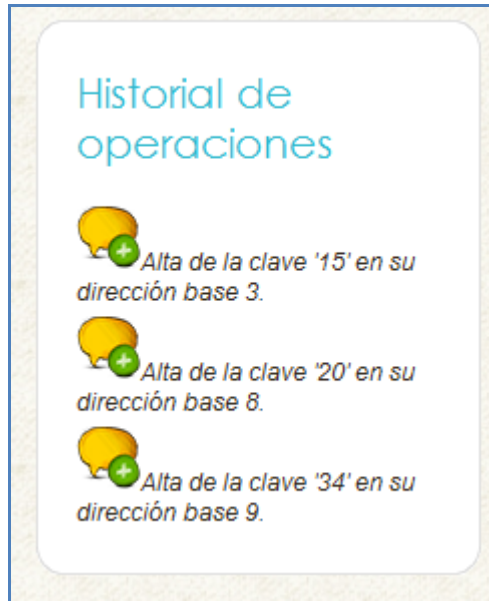 Historial de
operaciones
Alta de la clave '15' en su
dirección base 3.
Alta de la clave '20' en su
dirección base 8.
Alta de la clave '34' en su
dirección base 9.